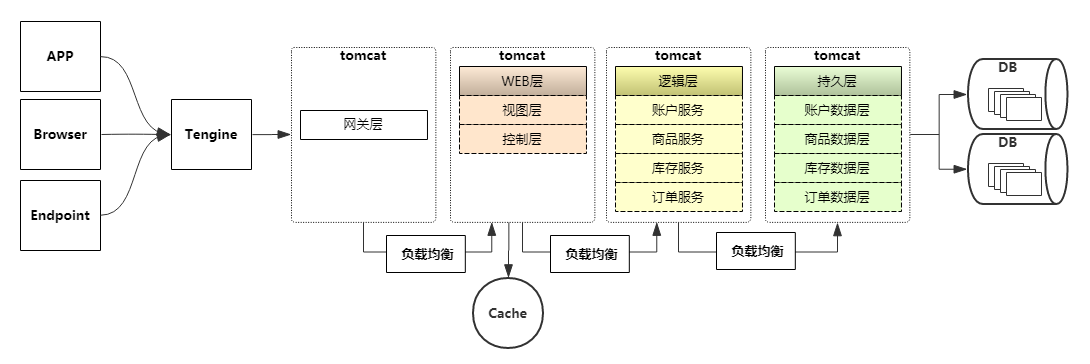 APP
Browser
Endpoint
Tengine
tomcat
网关层
tomcat
WEB层
视图层
控制层
tomcat
逻辑层
账户服务
商品服务
库存服务
订单服务
tomcat
持久层
账户数据层
商品数据层
库存数据层
订单数据层
DB
DB
负载均衡
负载均衡
负载均衡
Cache